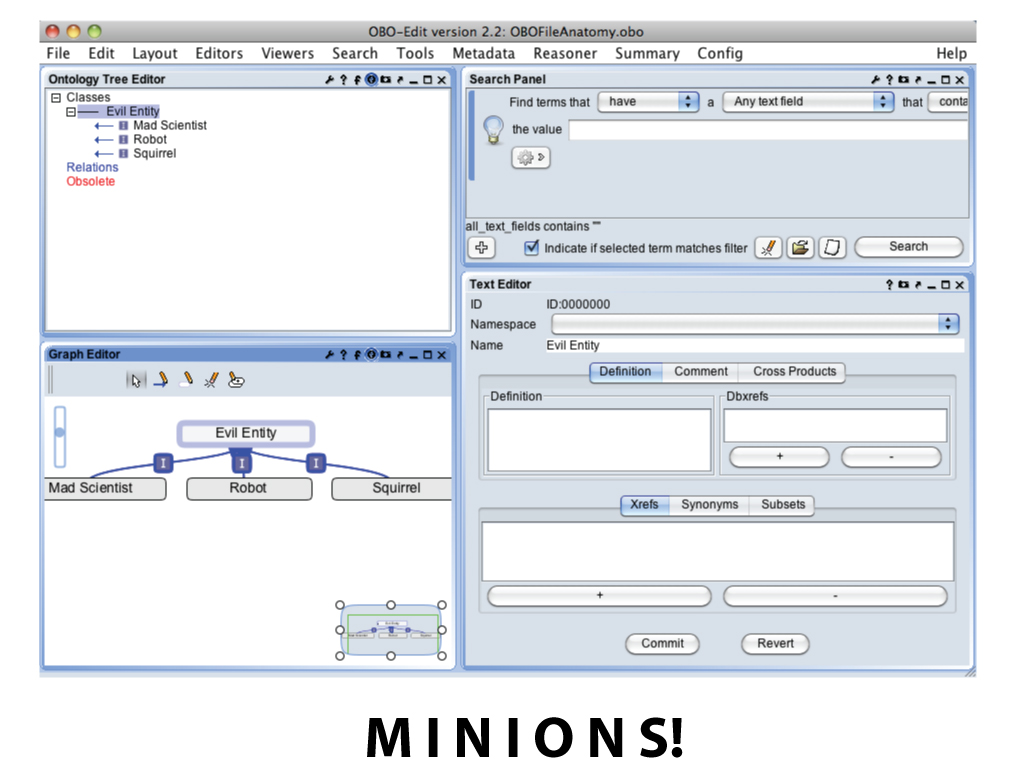 OBO-Edit version 2.2: OBOFileAnatomy.obo
File Edit Layout Editors Viewers Search Tools Metadata Reasoner Summary Config Help
Ontology Tree Editor
Classes
Evil Entity
Mad Scientist
Robot
Squirrel
Relations
Obsolete
Search Panel
Find terms that have a Any text field that conta
the value
all_text_fields contains ""
Indicate if selected term matches filter Search
Graph Editor
Evil Entity
I I I
Mad Scientist Robot Squirrel
Text Editor
ID ID:0000000
Namespace
Name Evil Entity
Definition Comment Cross Products
Definition Dbxrefs
+ -
Xrefs Synonyms Subsets
+ -
Commit Revert
M I N I O N S!